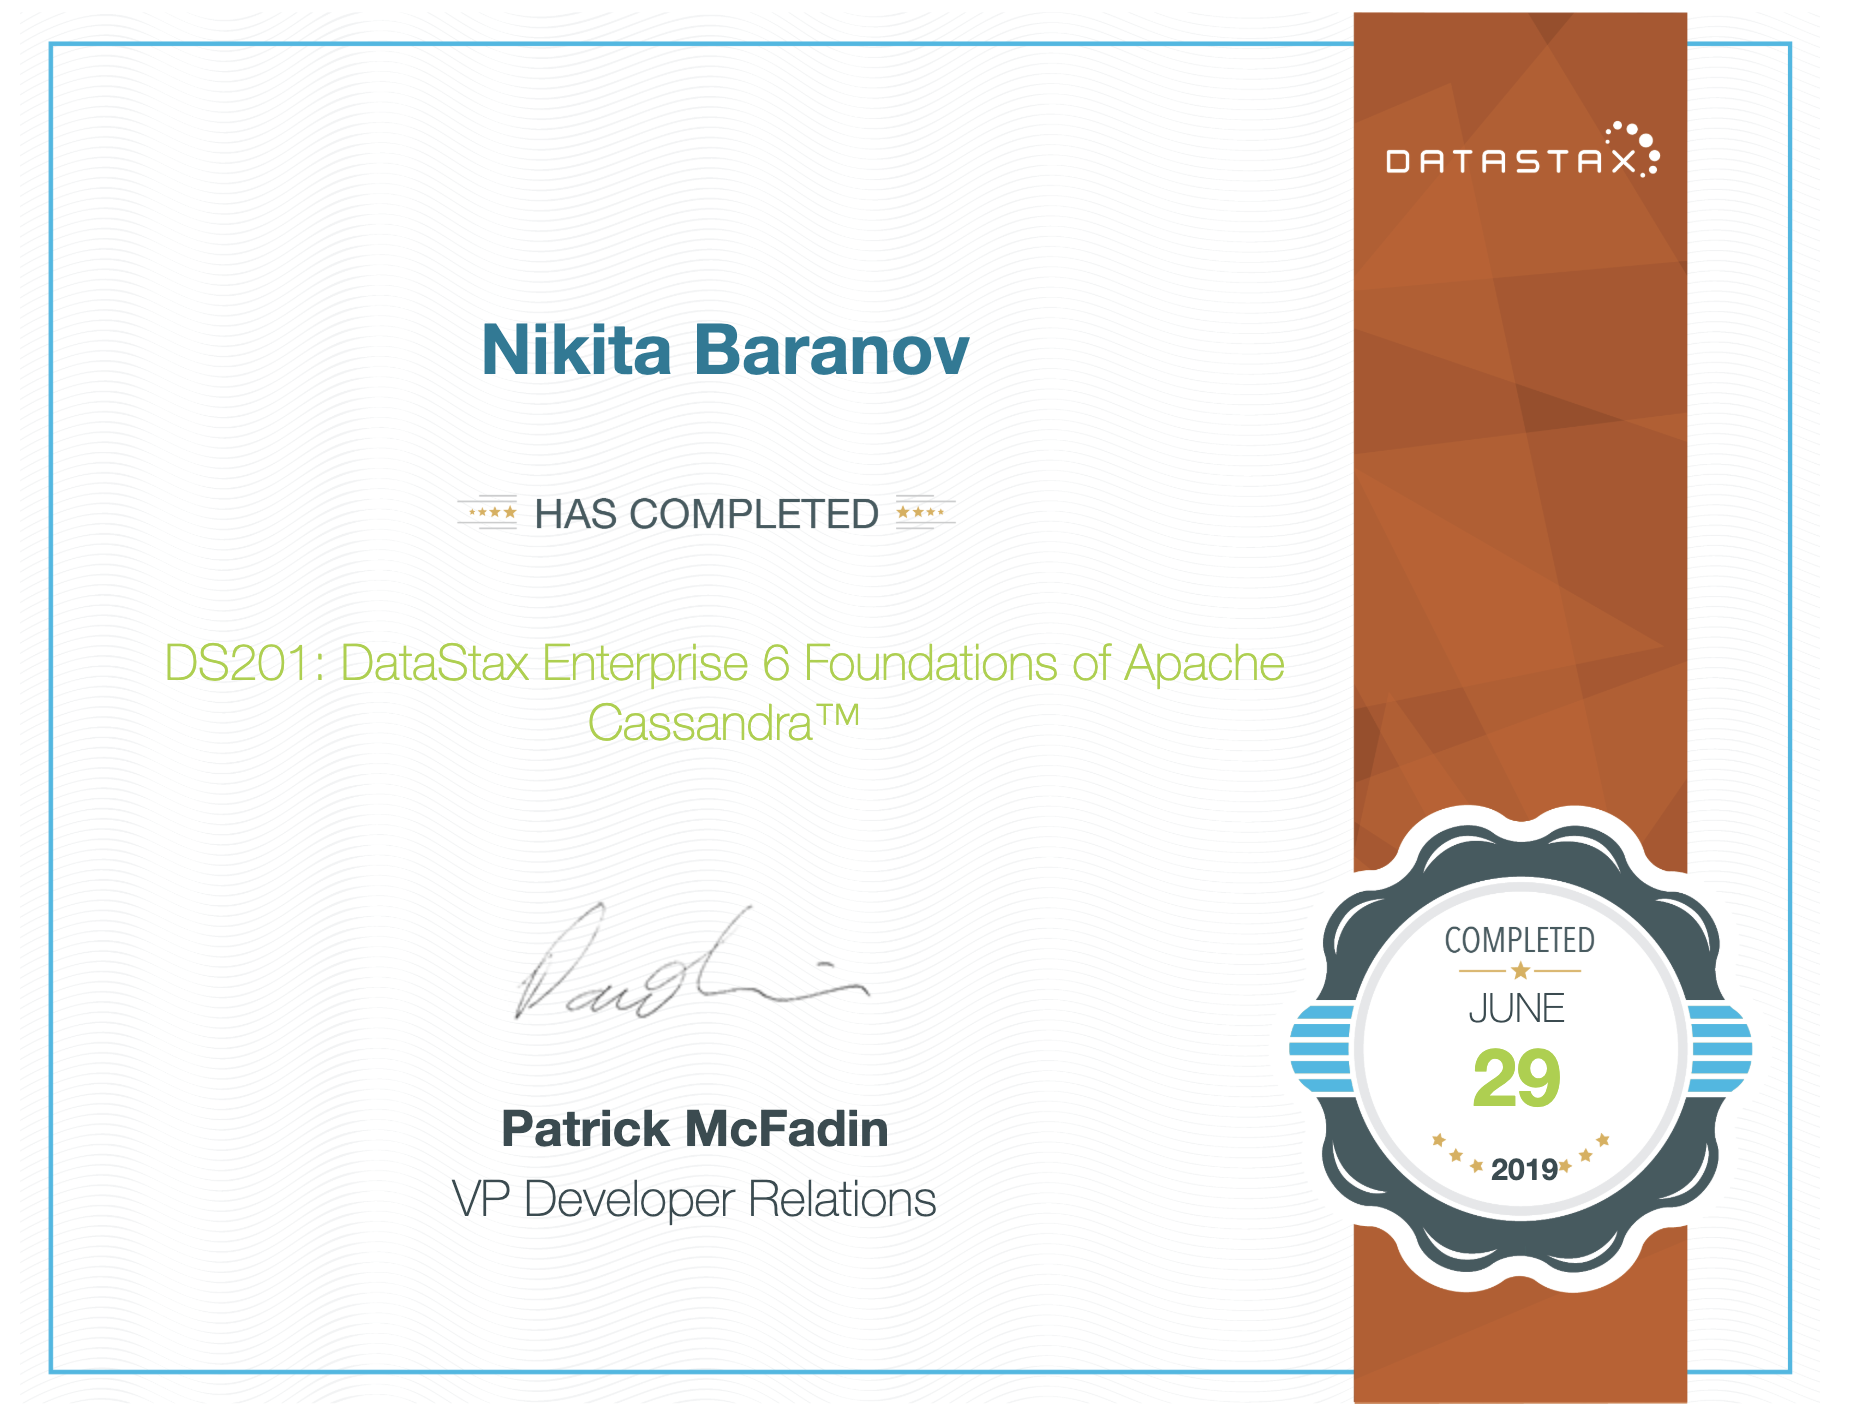 DATASTAX
Nikita Baranov
HAS COMPLETED
DS201: DataStax Enterprise 6 Foundations of Apache
Cassandra™
Patrick McFadin
VP Developer Relations
COMPLETED
JUNE
29
2019